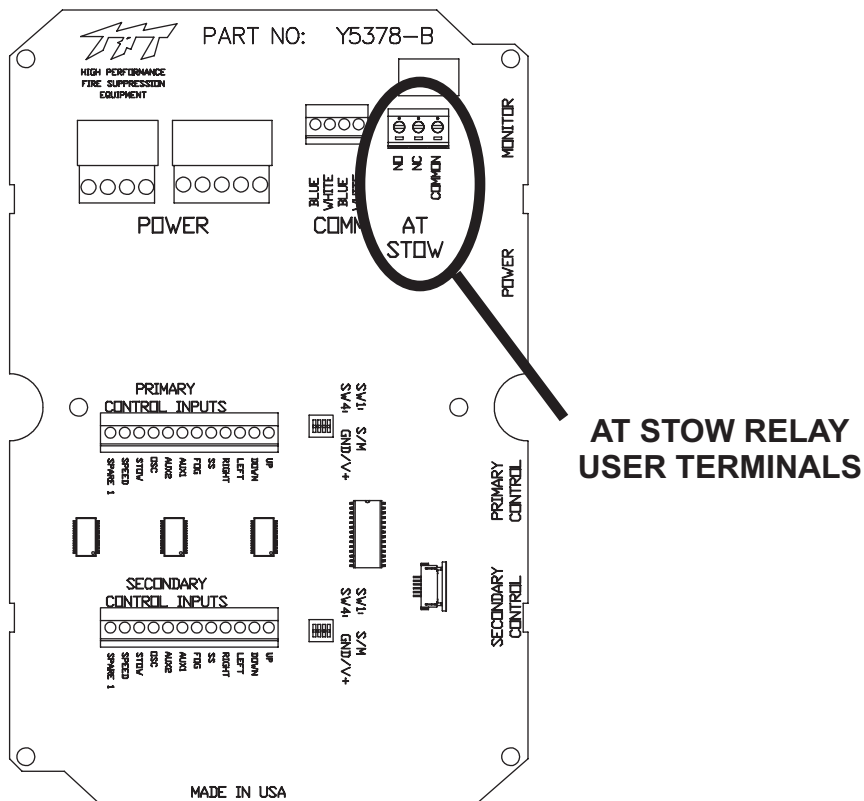 TFT
HIGH PERFORMANCE
FIRE SUPPRESSION
EQUIPMENT
PART NO: Y5378-B
MONITOR
NO
NC
COMMON
BLUE
WHITE
BLUE
POWER
COMM
AT
STOW
POWER
AT STOW RELAY
USER TERMINALS
PRIMARY
CONTROL INPUTS
SPARE 1
SPEED
STOW
OSC
AUX2
AUX1
FOG
SS
RIGHT
LEFT
DOWN
UP
SW4: GND/V+
SW1: S/M
PRIMARY
CONTROL
SECONDARY
CONTROL INPUTS
SPARE 1
SPEED
STOW
OSC
AUX2
AUX1
FOG
SS
RIGHT
LEFT
DOWN
UP
SW4: GND/V+
SW1: S/M
SECONDARY
CONTROL
MADE IN USA